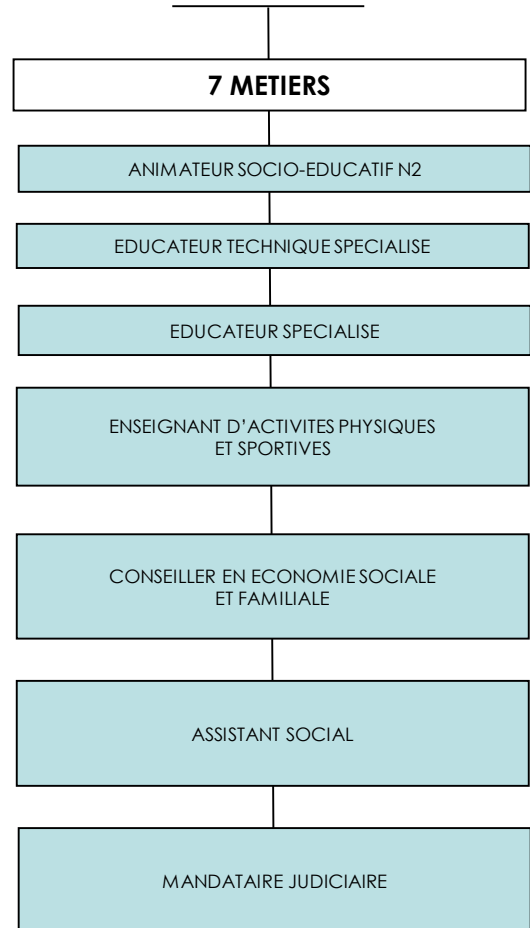 7 METIERS
ANIMATEUR SOCIO-EDUCATIF N2
EDUCATEUR TECHNIQUE SPECIALISE
EDUCATEUR SPECIALISE
ENSEIGNANT D’ACTIVITES PHYSIQUES
ET SPORTIVES
CONSEILLER EN ECONOMIE SOCIALE
ET FAMILIALE
ASSISTANT SOCIAL
MANDATAIRE JUDICIAIRE